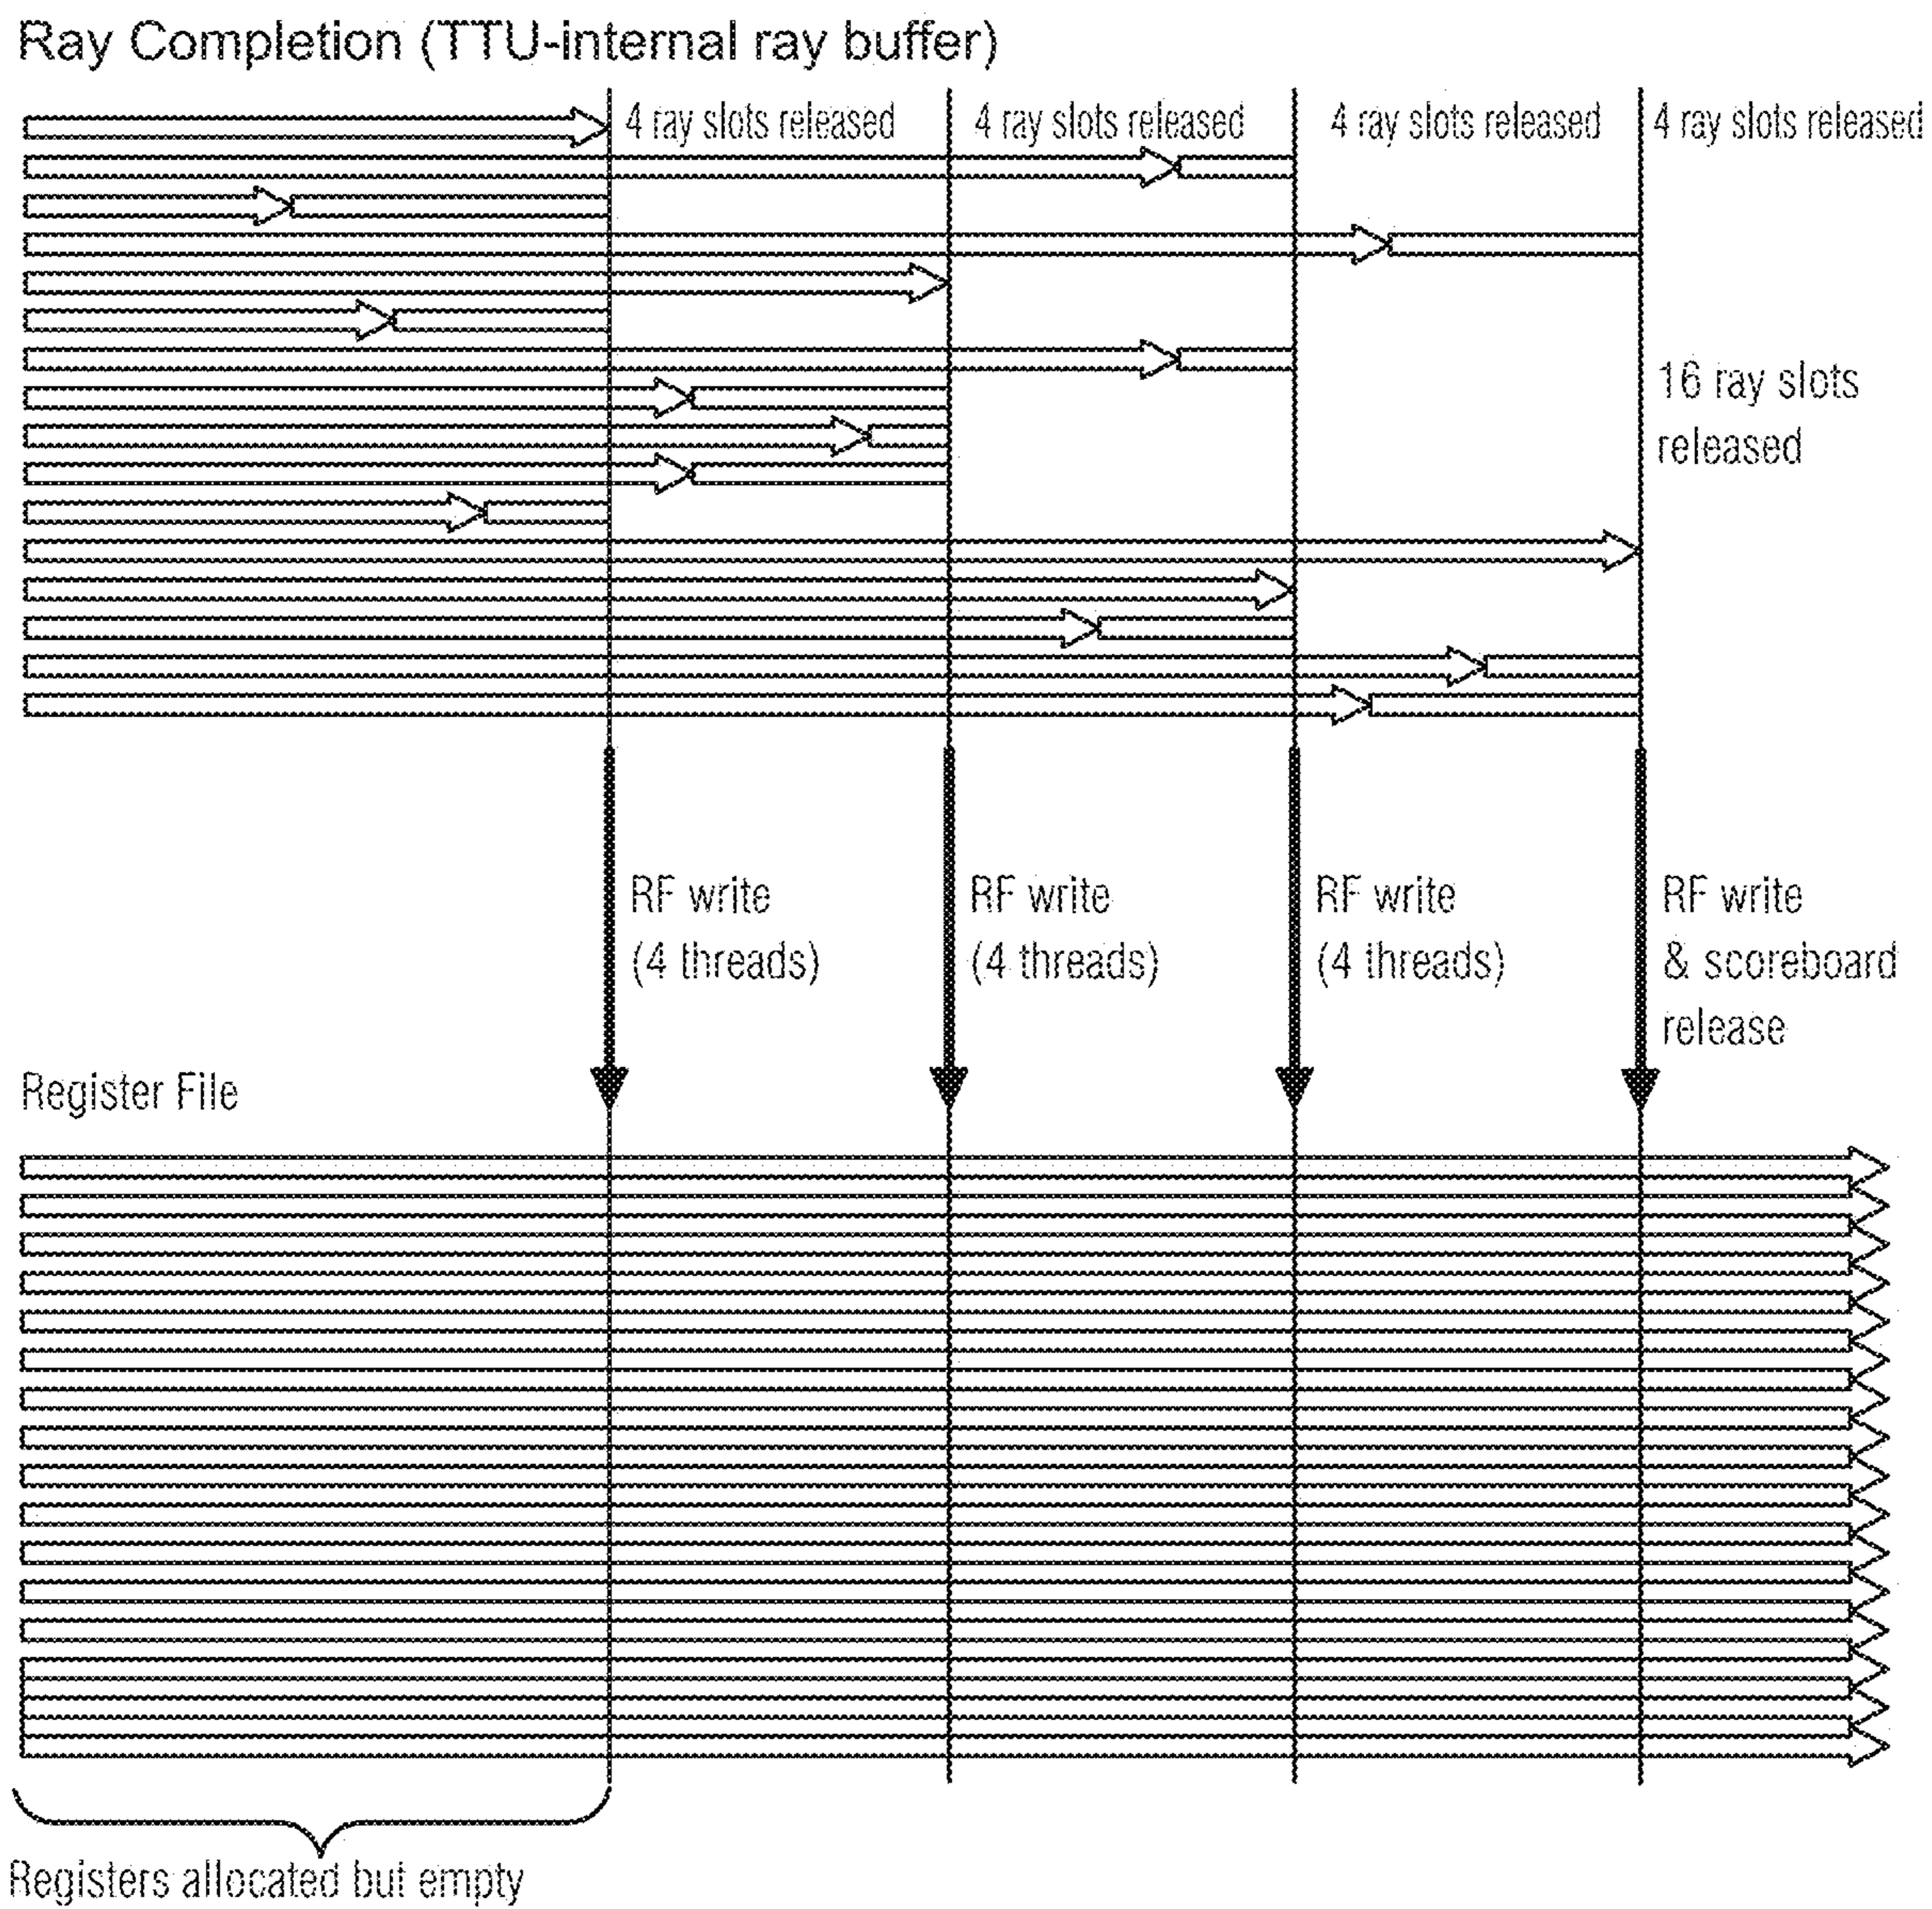 Ray Completion (TTU-internal ray buffer)
4 ray slots released
4 ray slots released
4 ray slots released
4 ray slots released
16 ray slots
released
RF write
(4 threads)
RF write
(4 threads)
RF write
(4 threads)
RF write
& scoreboard
release
Register File
Registers allocated but empty